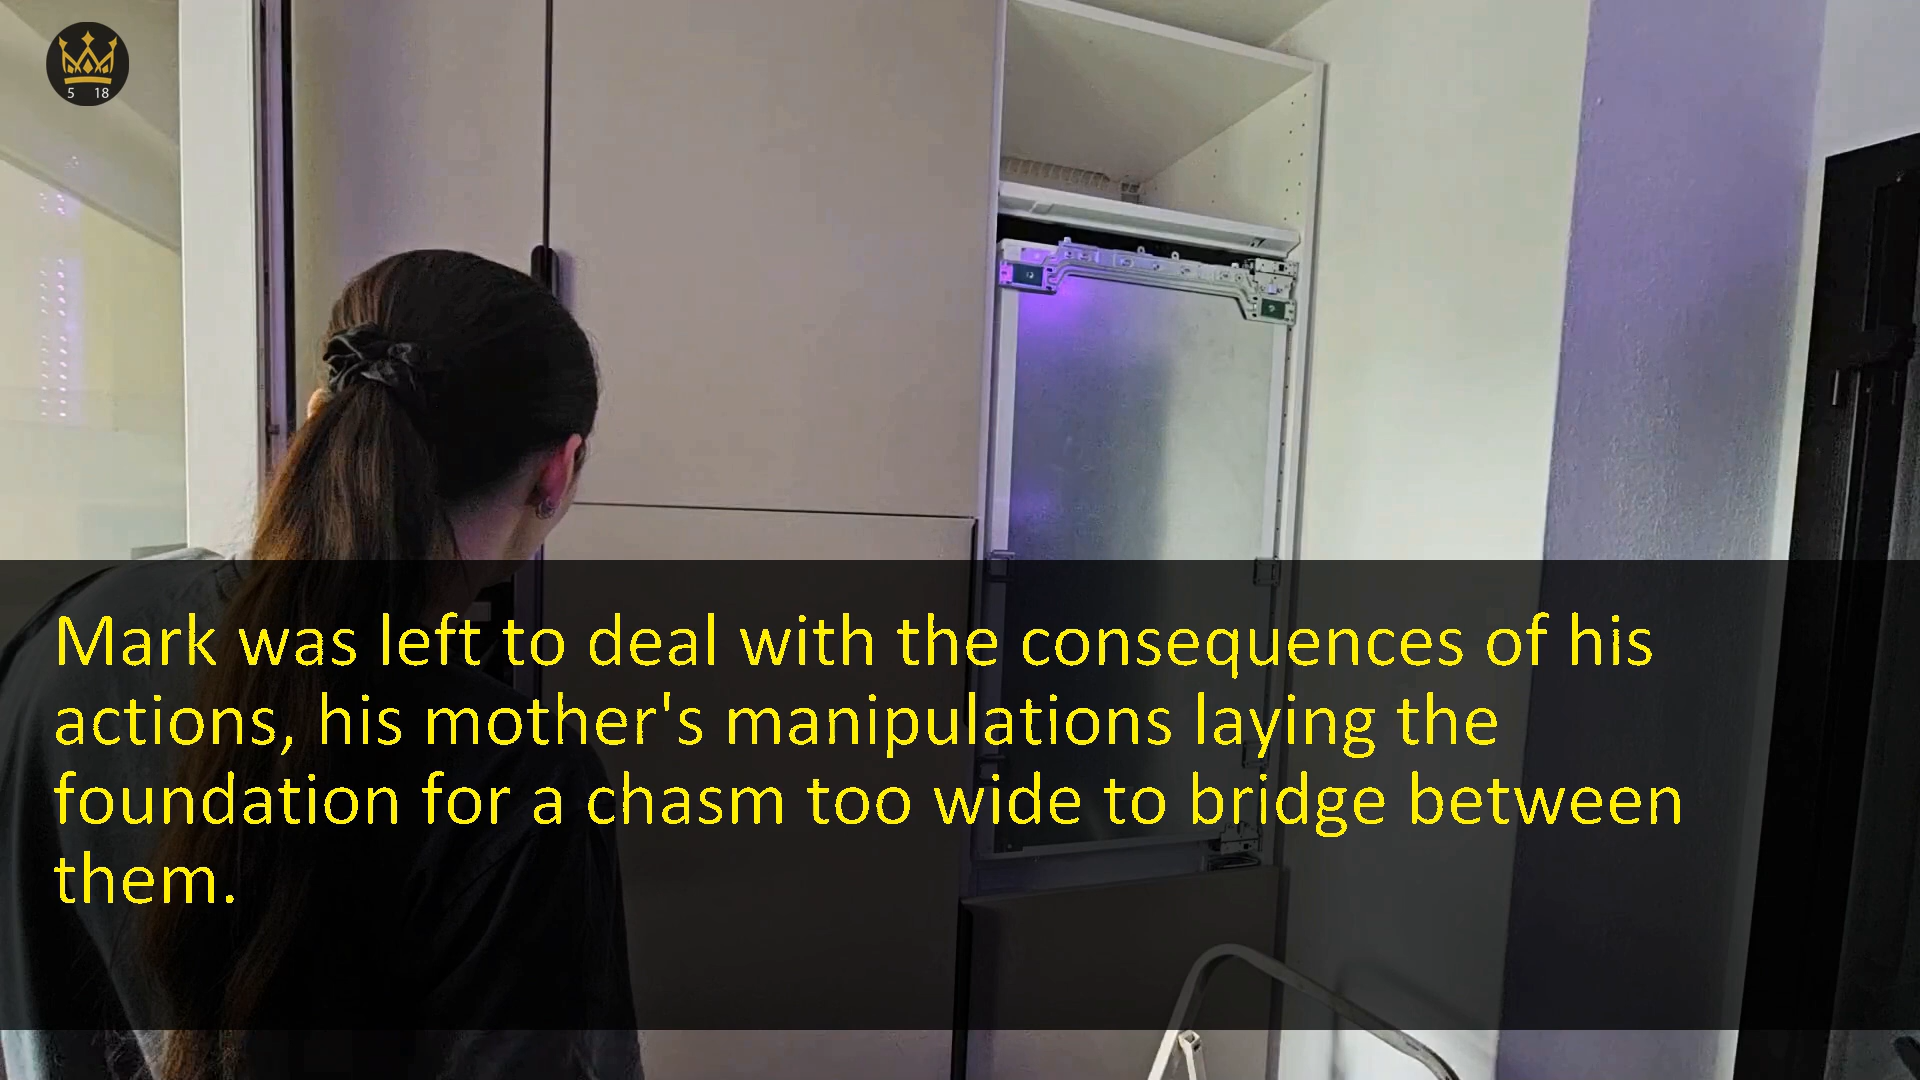 5 18
Mark was left to deal with the consequences of his
actions, his mother's manipulations laying the
foundation for a chasm too wide to bridge between
them.